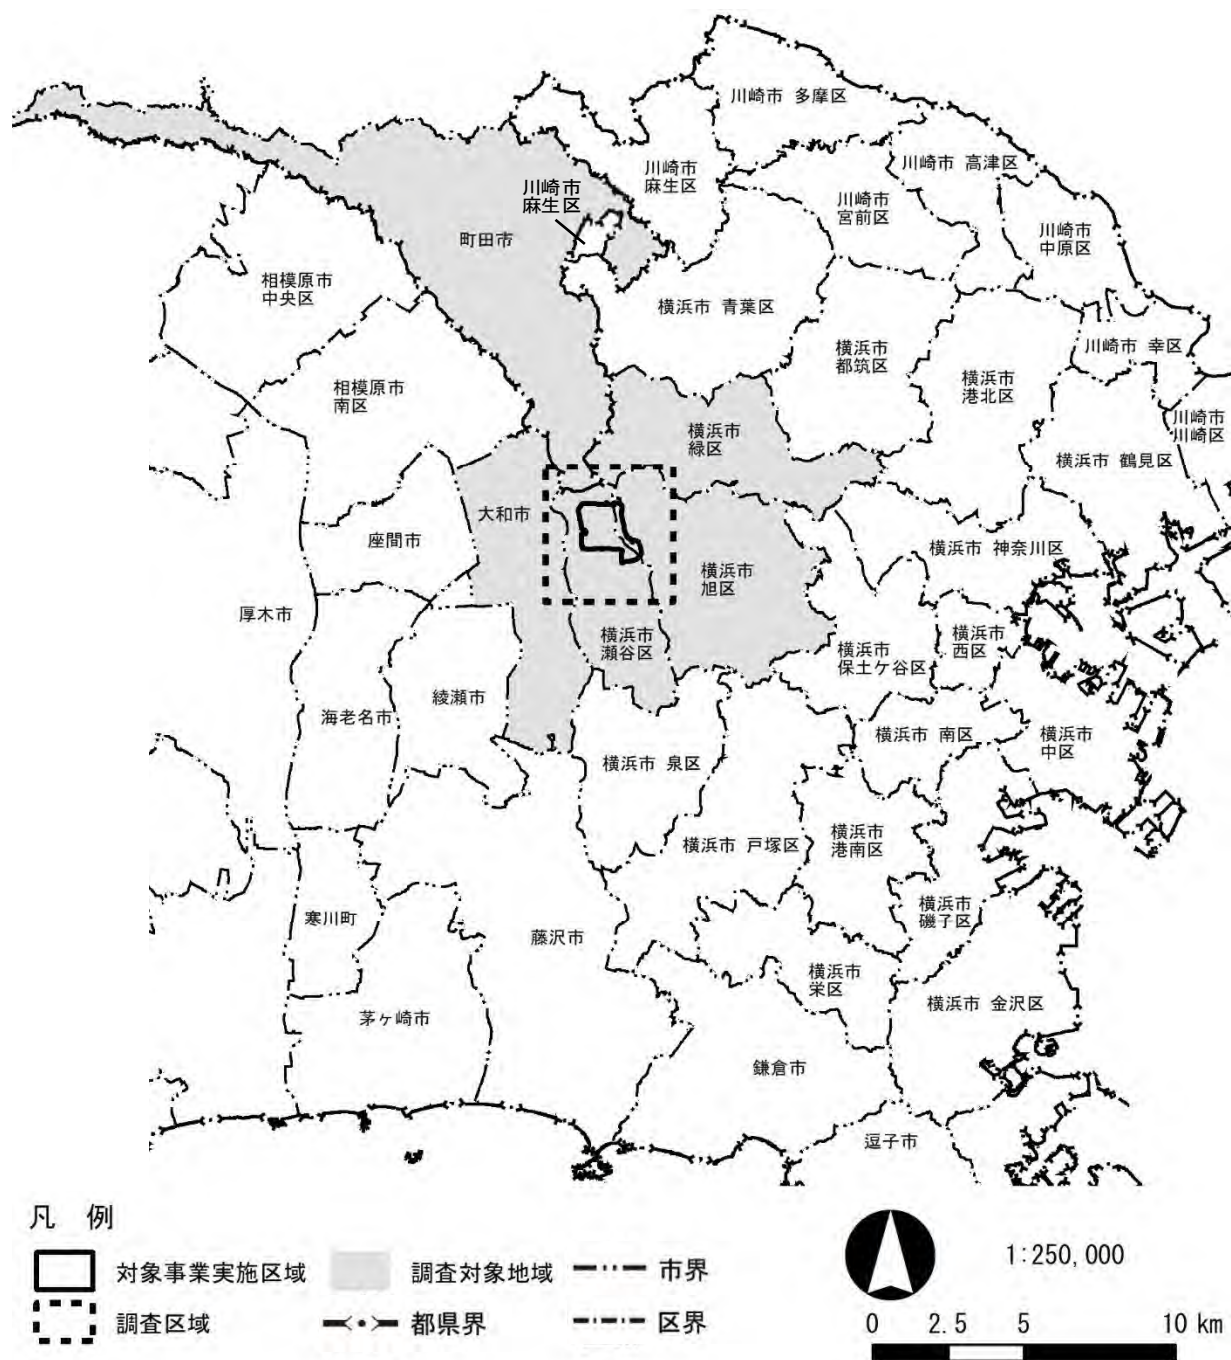 川崎市 多摩区
川崎市 高津区
川崎市
麻生区
川崎市
麻生区
川崎市
宮前区
川崎市
中原区
町田市
相模原市
中央区
横浜市 青葉区
川崎市 幸区
横浜市
都筑区
横浜市
港北区
相模原市
南区
川崎市
川崎区
横浜市
緑区
横浜市 鶴見区
大和市
座間市
横浜市 神奈川区
横浜市
旭区
厚木市
横浜市
瀬谷区
横浜市
保土ケ谷区
横浜市
西区
綾瀬市
海老名市
横浜市 南区
横浜市
中区
横浜市 泉区
横浜市 戸塚区
横浜市
港南区
横浜市
磯子区
寒川町
藤沢市
横浜市
栄区
横浜市 金沢区
茅ヶ崎市
鎌倉市
逗子市
凡 例
対象事業実施区域
調査対象地域
市界
調査区域
都県界
区界
1:250,000
0 2.5 5 10 km